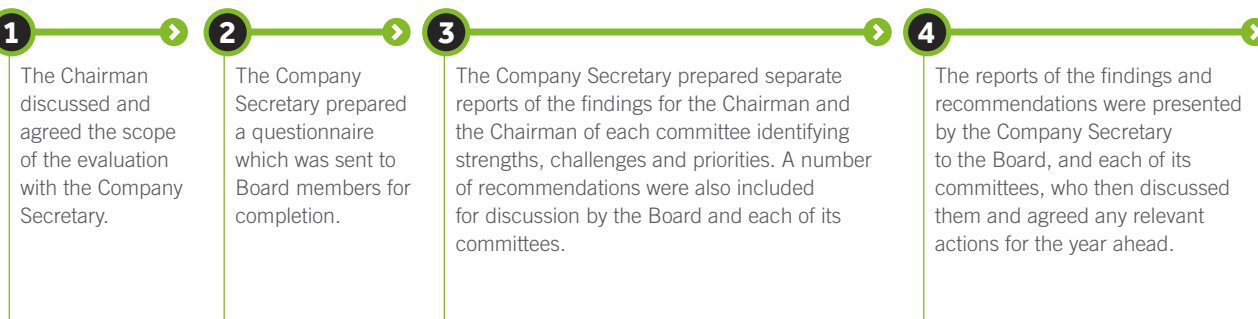 1
The Chairman
discussed and
agreed the scope
of the evaluation
with the Company
Secretary.
2
The Company
Secretary prepared
a questionnaire
which was sent to
Board members for
completion.
3
The Company Secretary prepared separate
reports of the findings for the Chairman and
the Chairman of each committee identifying
strengths, challenges and priorities. A number
of recommendations were also included
for discussion by the Board and each of its
committees.
4
The reports of the findings and
recommendations were presented
by the Company Secretary
to the Board, and each of its
committees, who then discussed
them and agreed any relevant
actions for the year ahead.